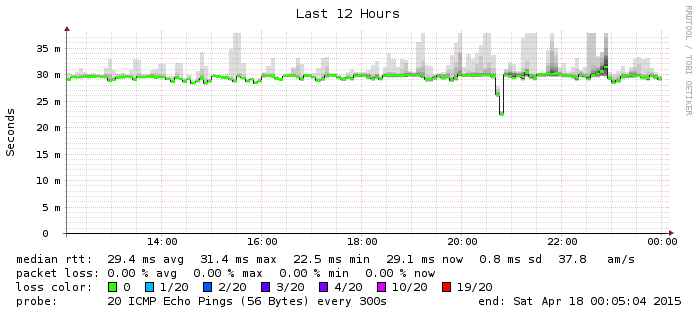 Last 12 Hours
RRDTOOL / TOBI OETIKER
Seconds
35 m
30 m
25 m
20 m
15 m
10 m
5 m
0
14:00 16:00 18:00 20:00 22:00 00:00
median rtt: 29.4 ms avg 31.4 ms max 22.5 ms min 29.1 ms now 0.8 ms sd 37.8 am/s
packet loss: 0.00 % avg 0.00 % max 0.00 % min 0.00 % now
loss color: 0 1/20 2/20 3/20 4/20 10/20 19/20
probe: 20 ICMP Echo Pings (56 Bytes) every 300s end: Sat Apr 18 00:05:04 2015